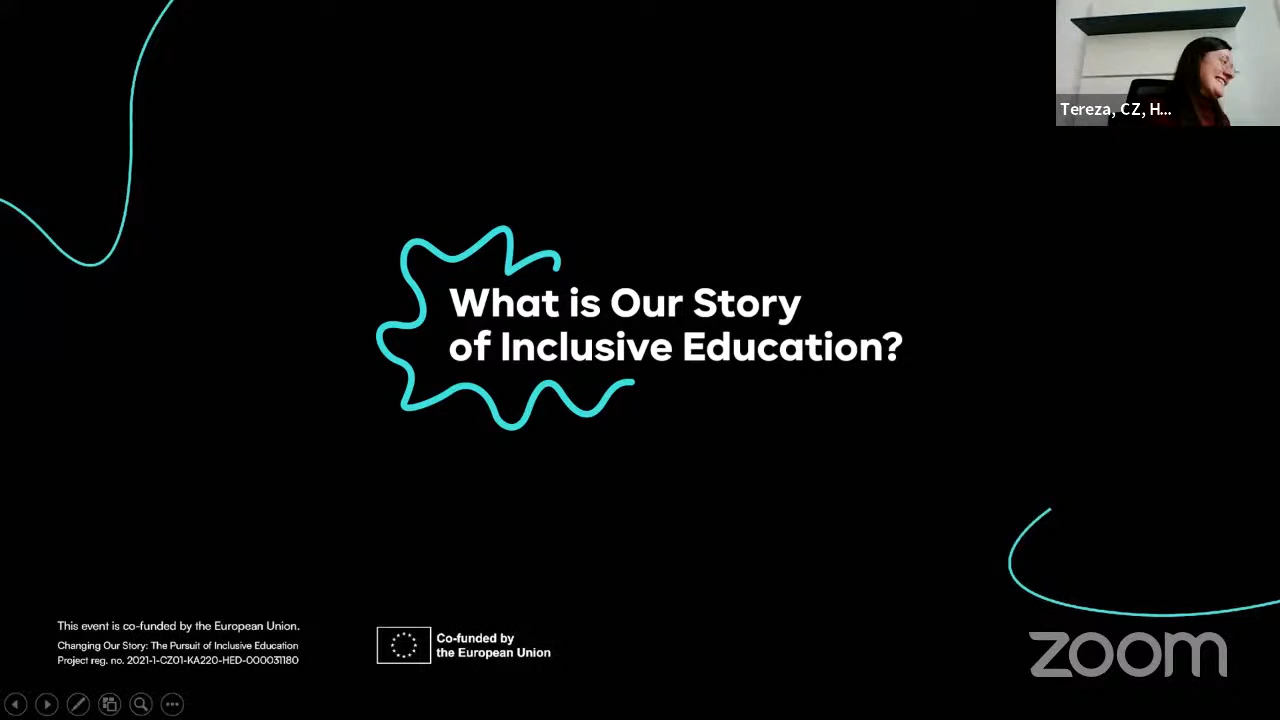 Tereza, CZ, H...
What is Our Story
of Inclusive Education?
This event is co-funded by the European Union.
Changing Our Story: The Pursuit of Inclusive Education
Project reg. no. 2021-1-CZ01-KA220-HED-000031180
Co-funded by
the European Union
zoom